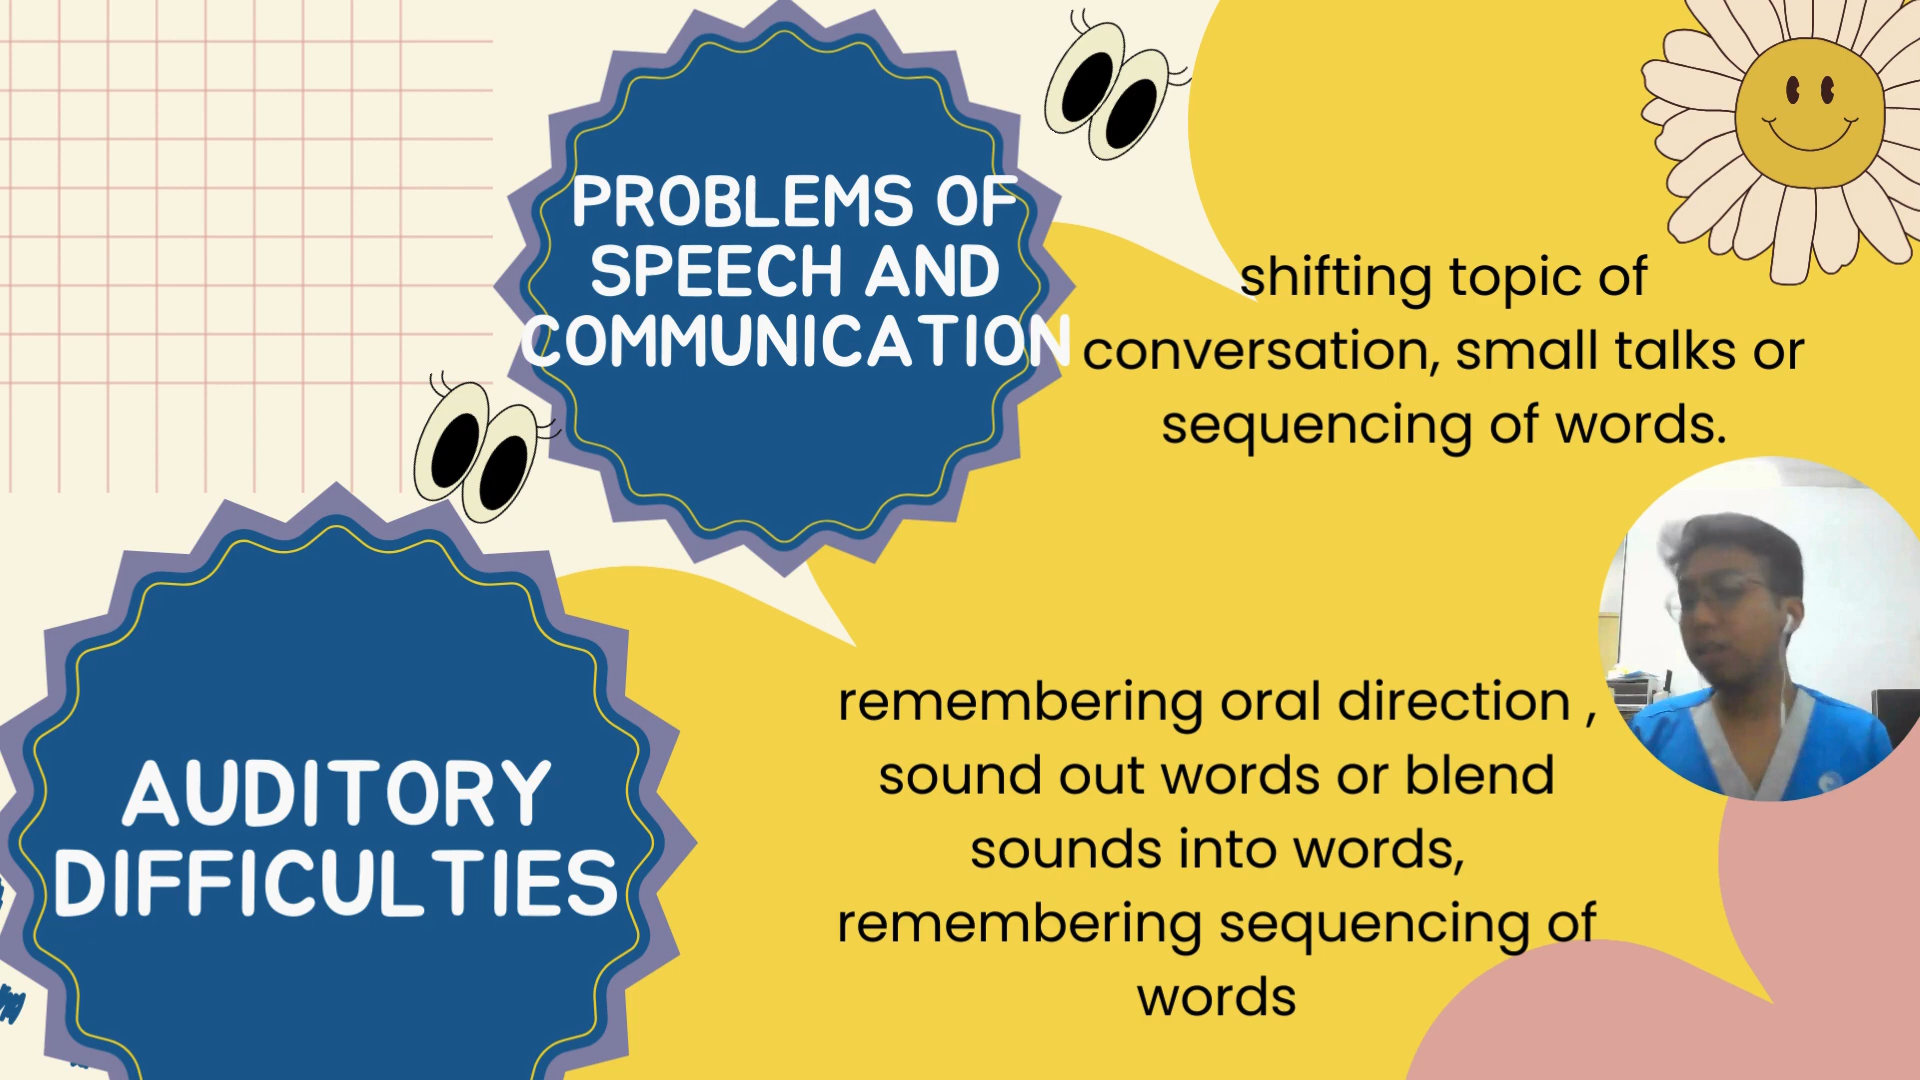 PROBLEMS OF
SPEECH AND
COMMUNICATION
shifting topic of
conversation, small talks or
sequencing of words.
AUDITORY
DIFFICULTIES
remembering oral direction ,
sound out words or blend
sounds into words,
remembering sequencing of
words